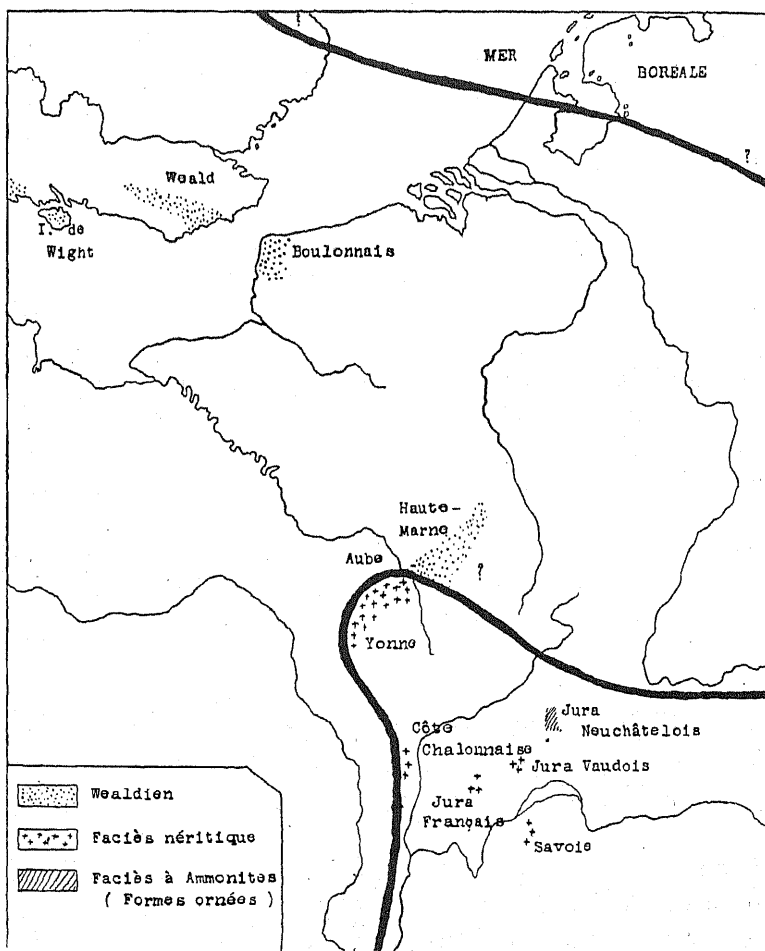 ?
MER
BORÉALE
?
Weald
I. de
Wight
Boulonnais
Haute-
Marne
Aube
?
Yonne
Côte
Chalonnaise
Jura
Neuchâtelois
Jura Vaudois
Jura
Français
Savoie
Wealdien
Faciès néritique
Faciès à Ammonites
( Formes ornées )